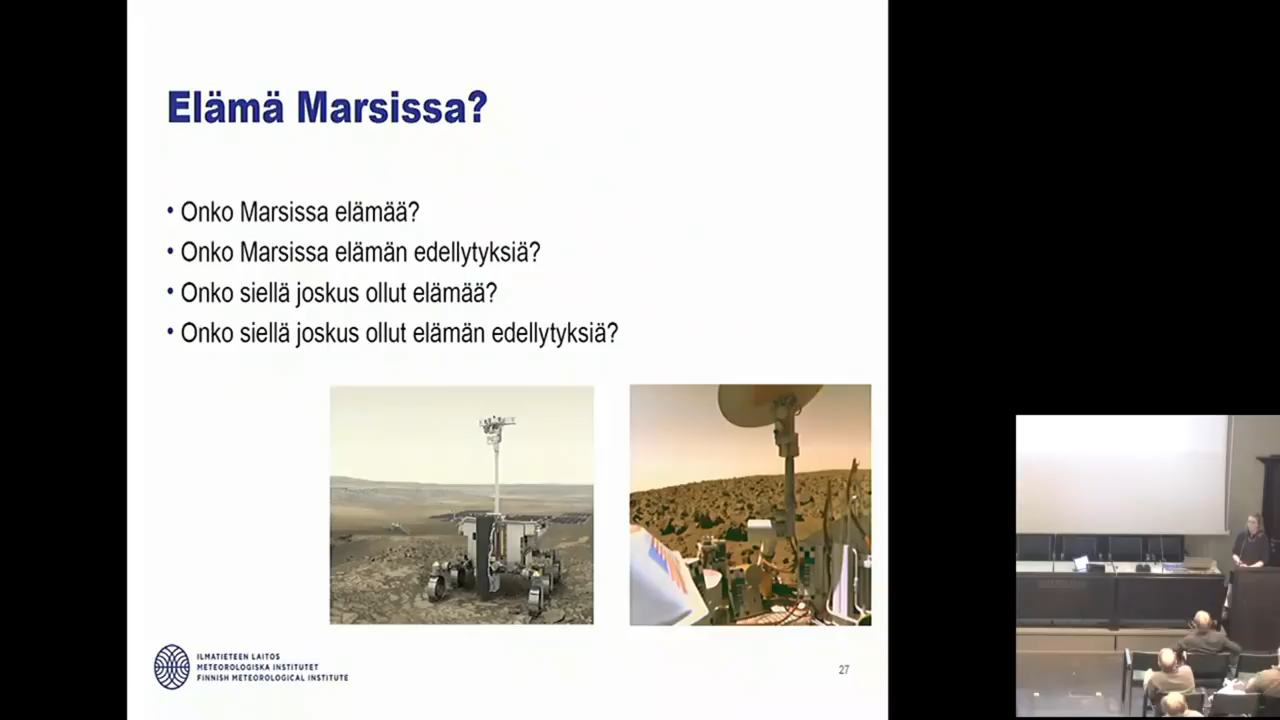 Elämä Marsissa?
• Onko Marsissa elämää?
• Onko Marsissa elämän edellytyksiä?
• Onko siellä joskus ollut elämää?
• Onko siellä joskus ollut elämän edellytyksiä?
ILMATIETEEN LAITOS
METEOROLOGISKA INSTITUTET
FINNISH METEOROLOGICAL INSTITUTE
27